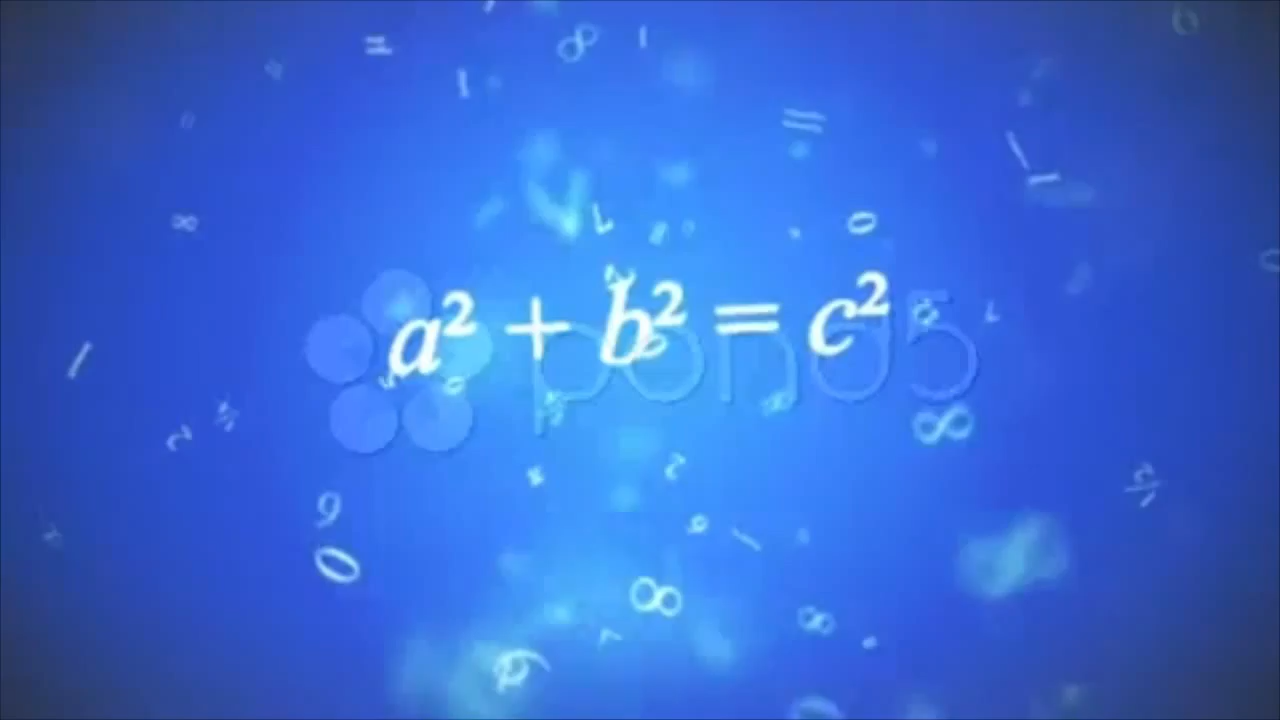 a² + b² = c²
pond5